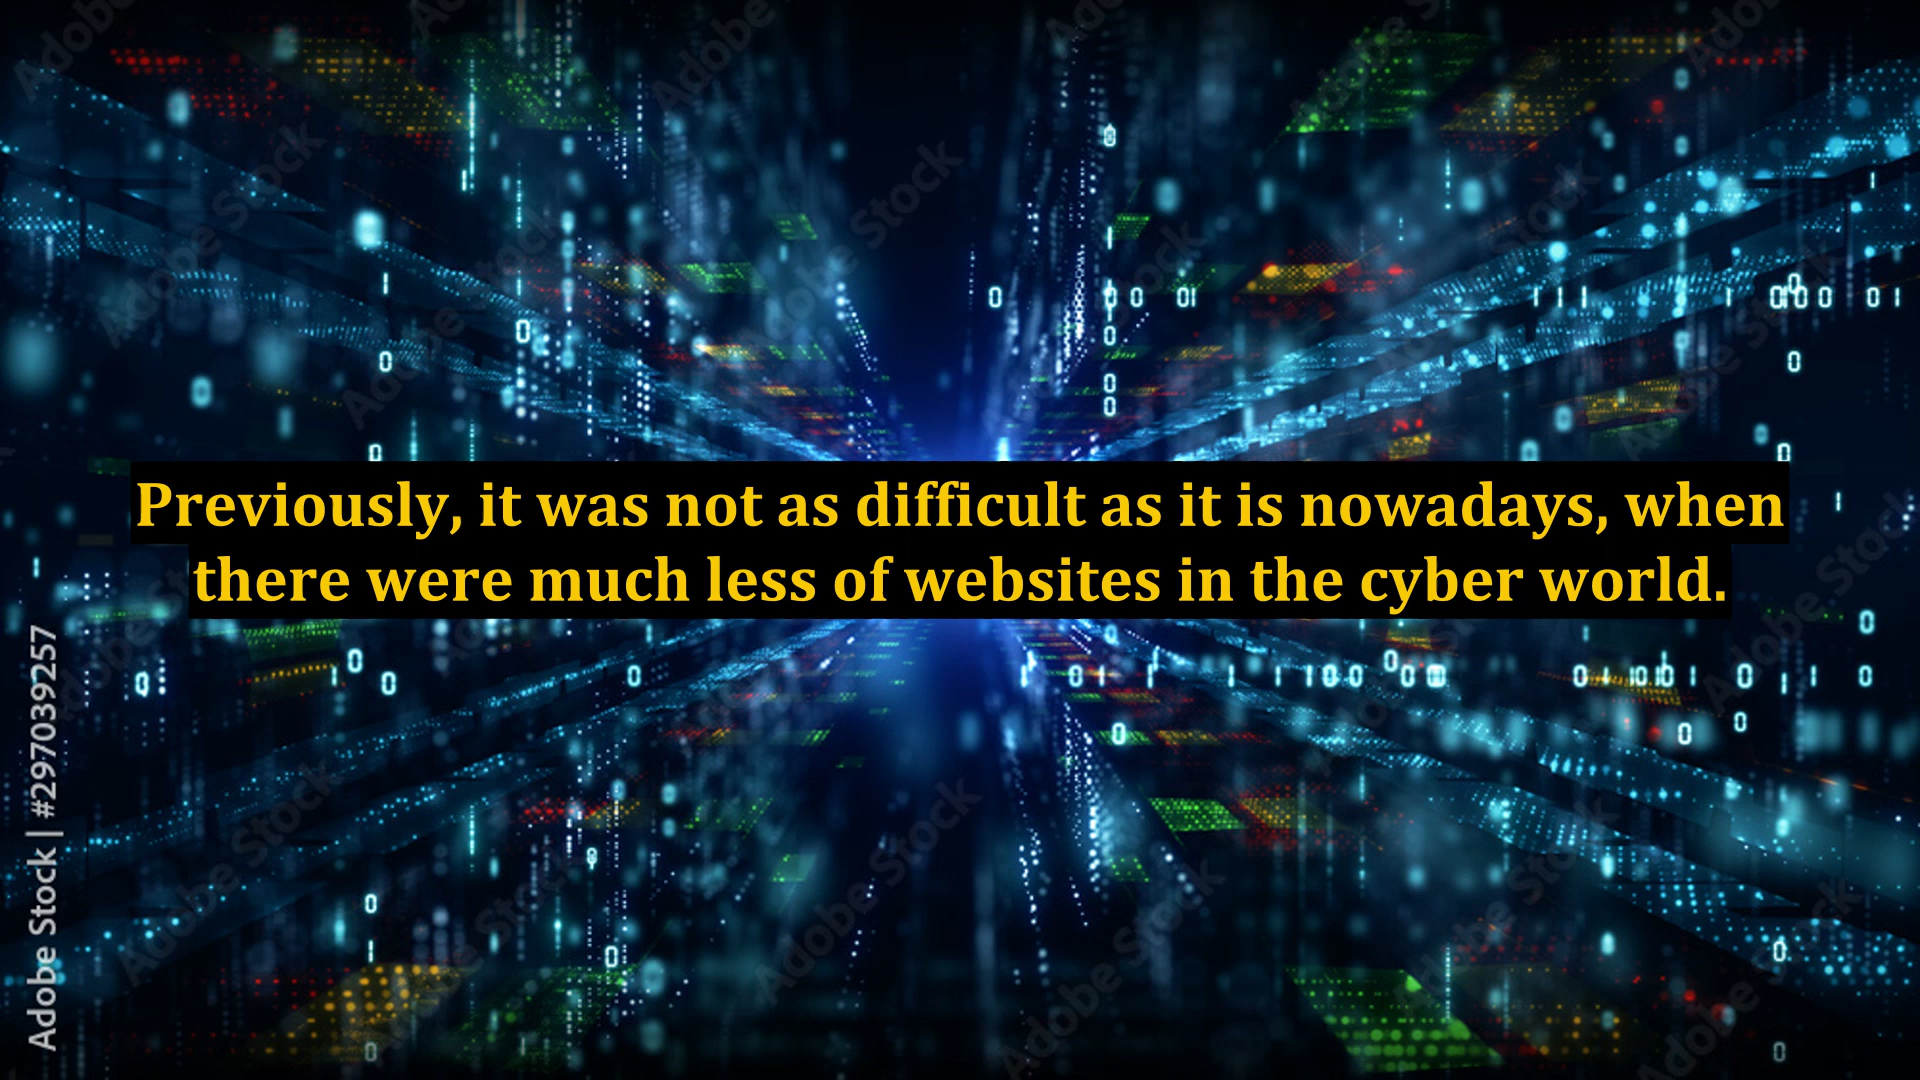 Previously, it was not as difficult as it is nowadays, when
there were much less of websites in the cyber world.
Adobe Stock | #297039257